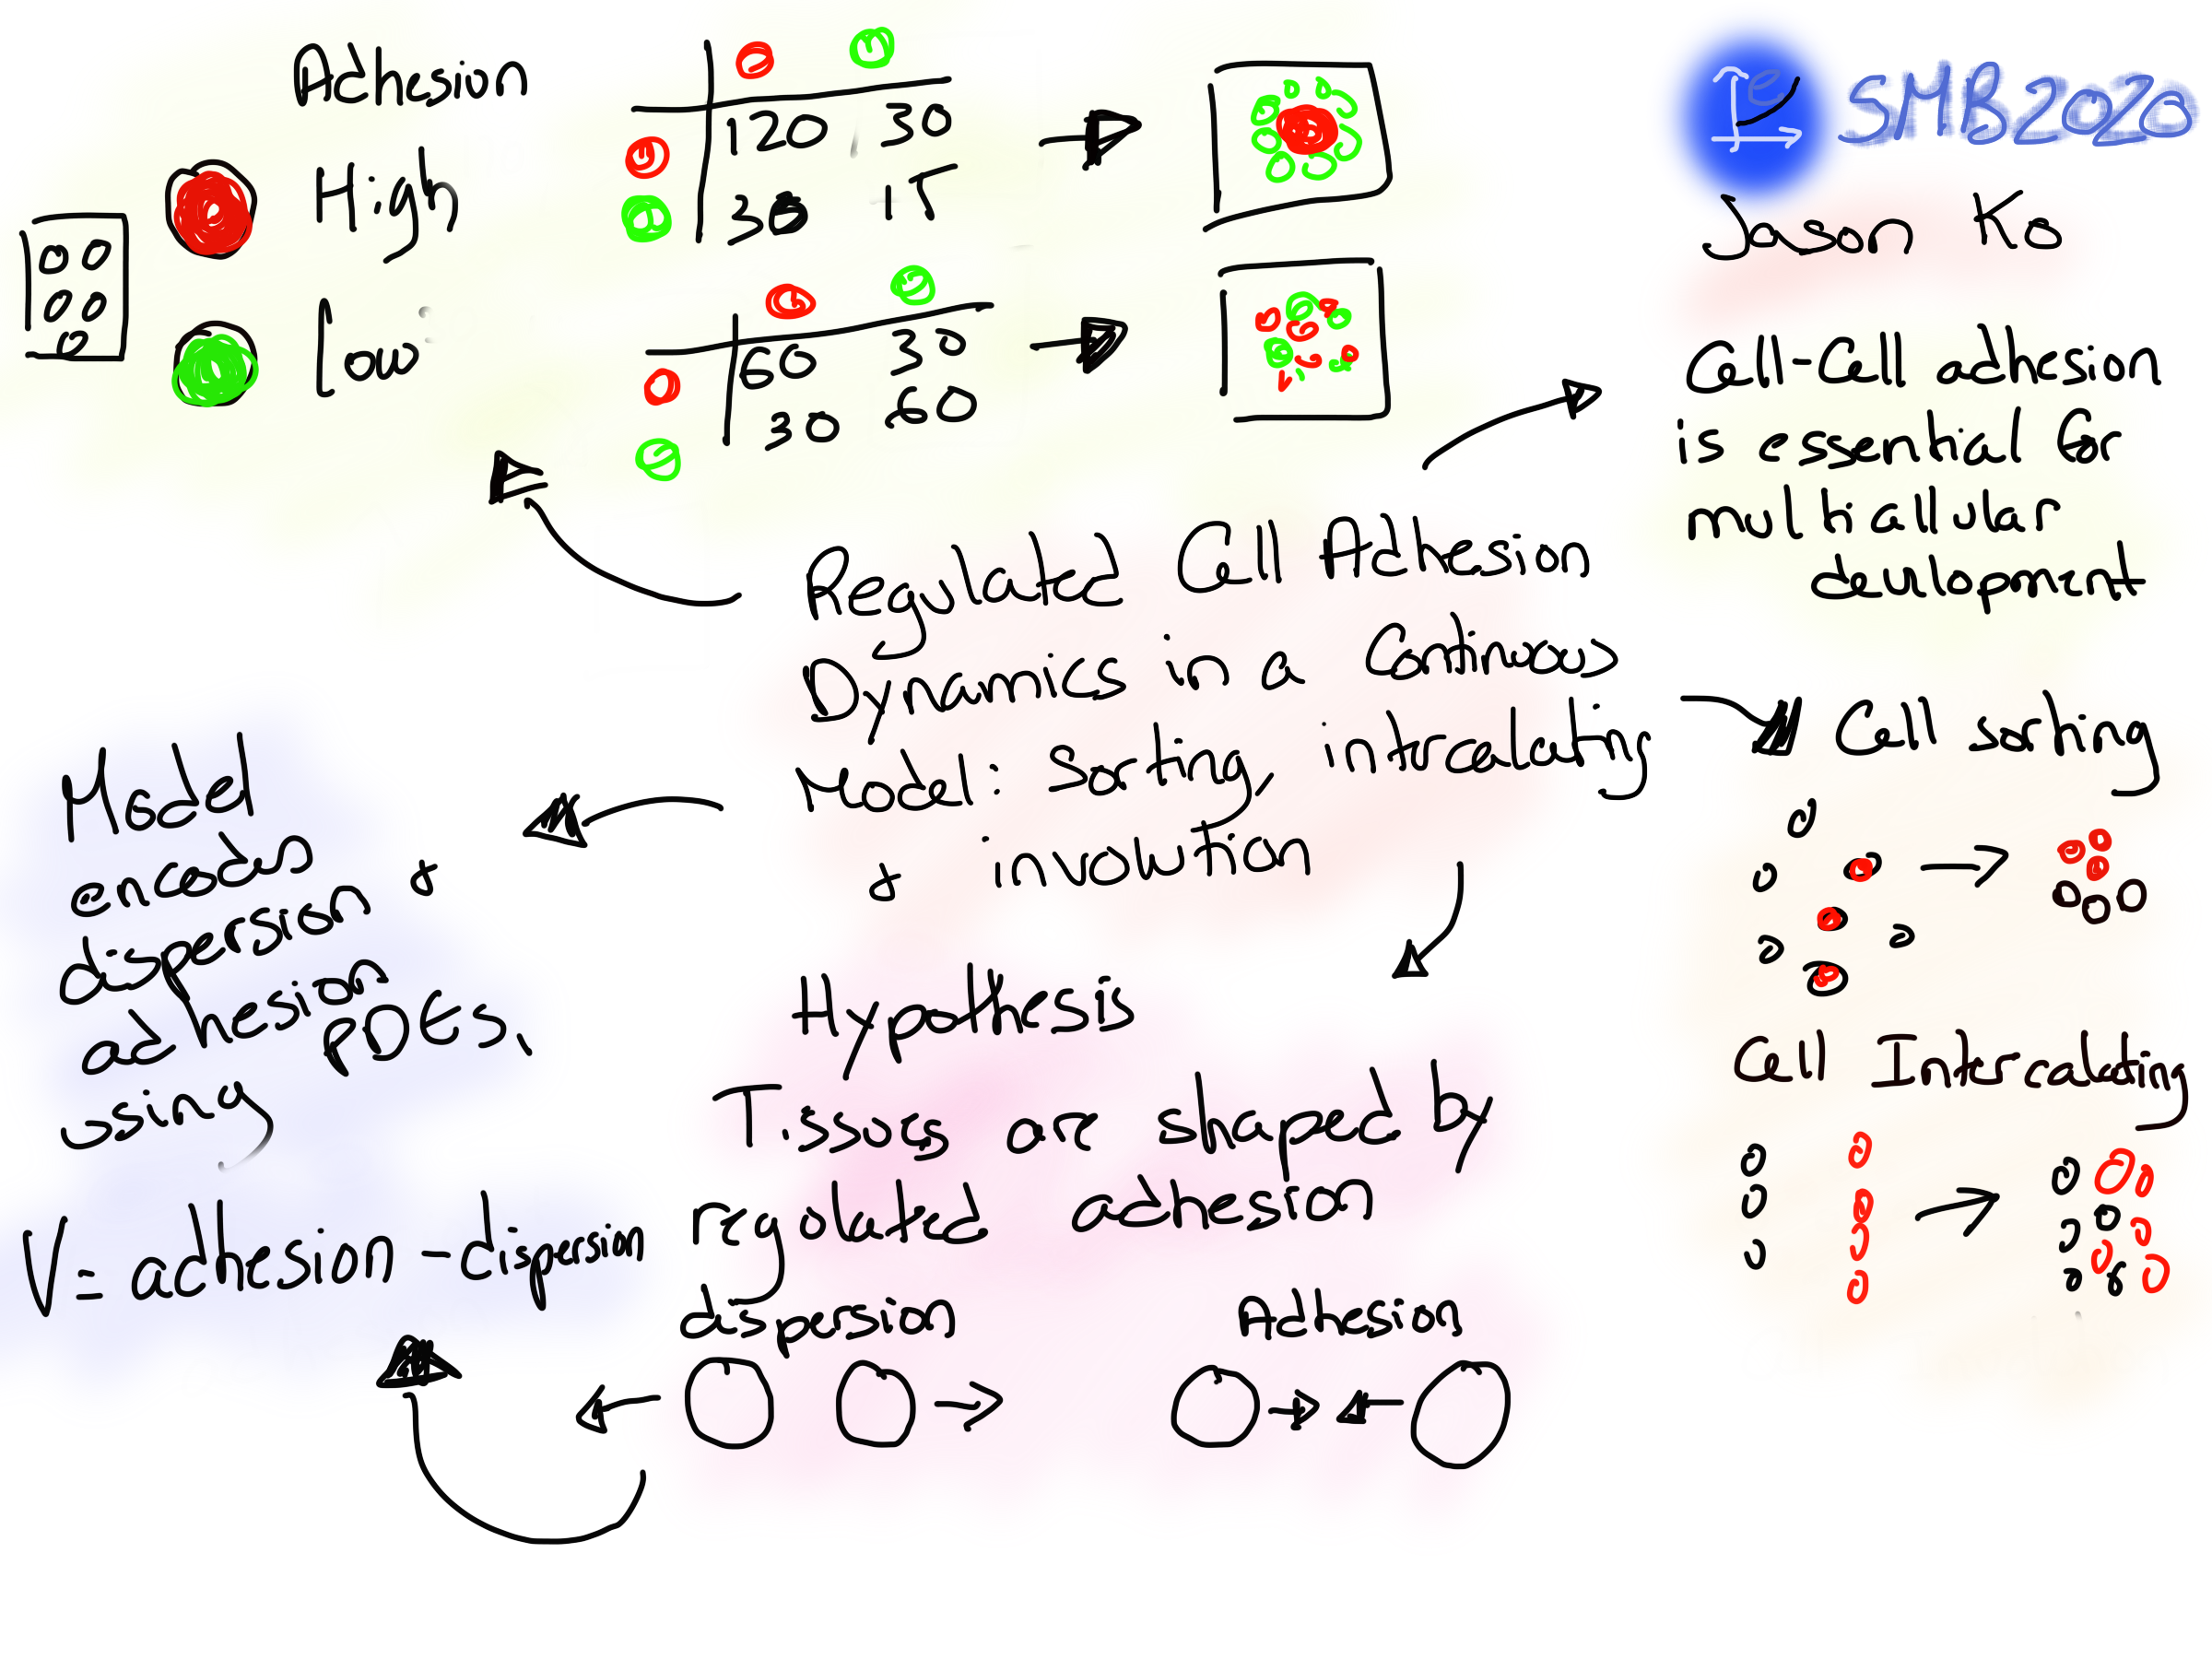 Adhesion
High
Low
120 30
30 15
60 30
30 60
e
SMB2020
Jason Ko
Cell-Cell adhesion
is essential for
multicallular
development
Regulated Cell Adhesion
Dynamics in a Continuous
Model: Sorting, intercalating
& involution
Cell sorting
Cell Intercalating
Model
encodes
dispersion &
adhesion
using PDEs,
V = adhesion - dispersion
Hypothesis
Tissues are shaped by
regulated adhesion
dispersion Adhesion